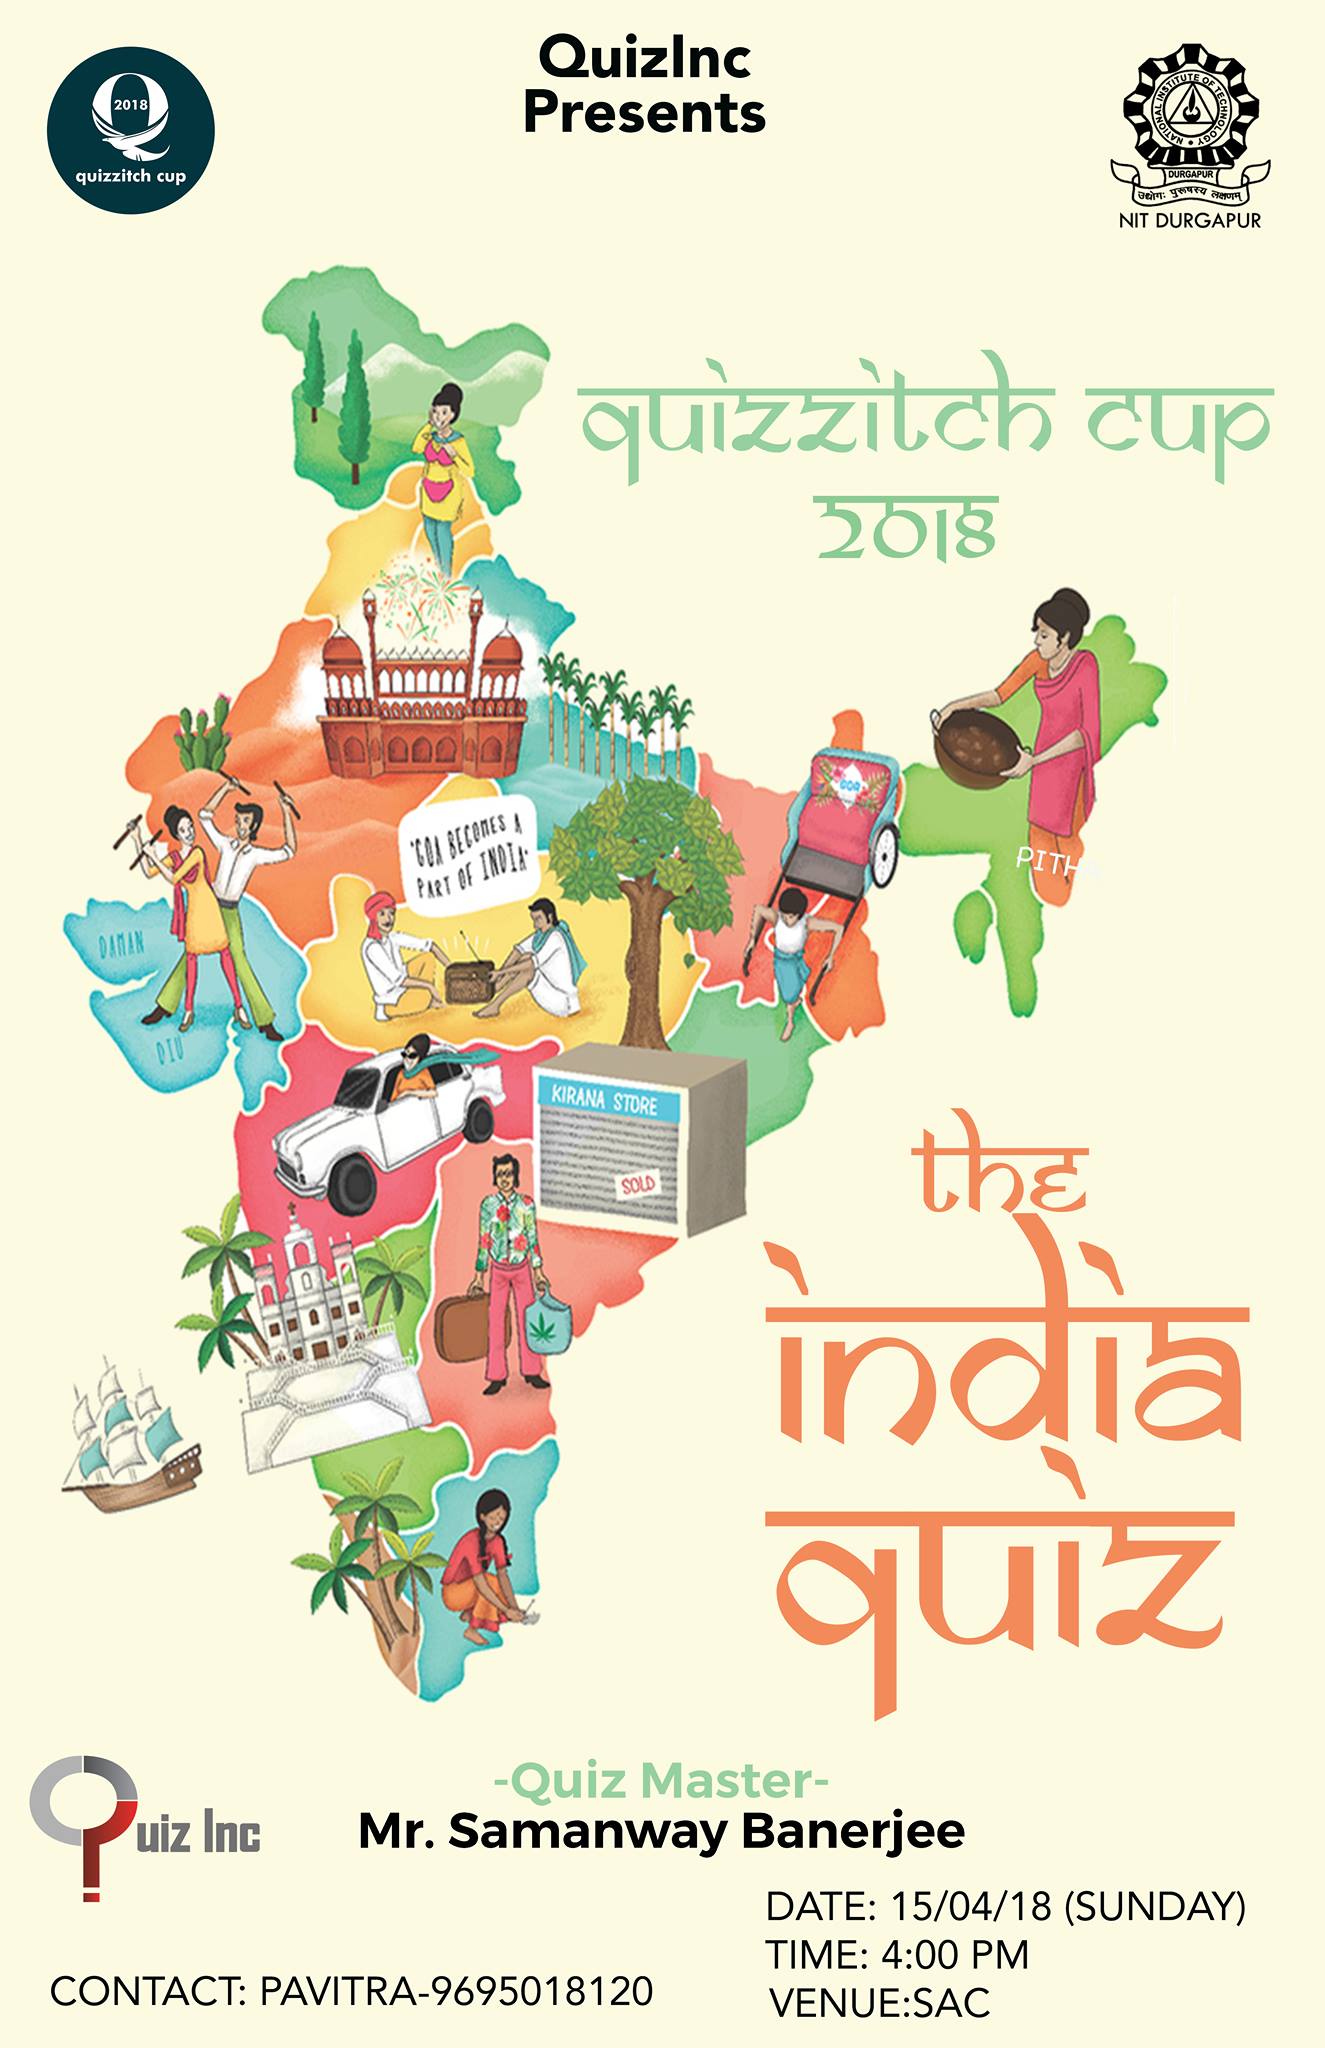 QuizInc
Presents
2018
quizzitch cup
NATIONAL INSTITUTE OF TECHNOLOGY
DURGAPUR
उद्योगः पुरूषस्य लक्षणम्
NIT DURGAPUR
quizzitch cup
2018
GOA
"GOA BECOMES A
PART OF INDIA"
PITHA
DAMAN
DIU
KIRANA STORE
SOLD
the
india
quiz
-Quiz Master-
Mr. Samanway Banerjee
Quiz Inc
DATE: 15/04/18 (SUNDAY)
TIME: 4:00 PM
VENUE:SAC
CONTACT: PAVITRA-9695018120